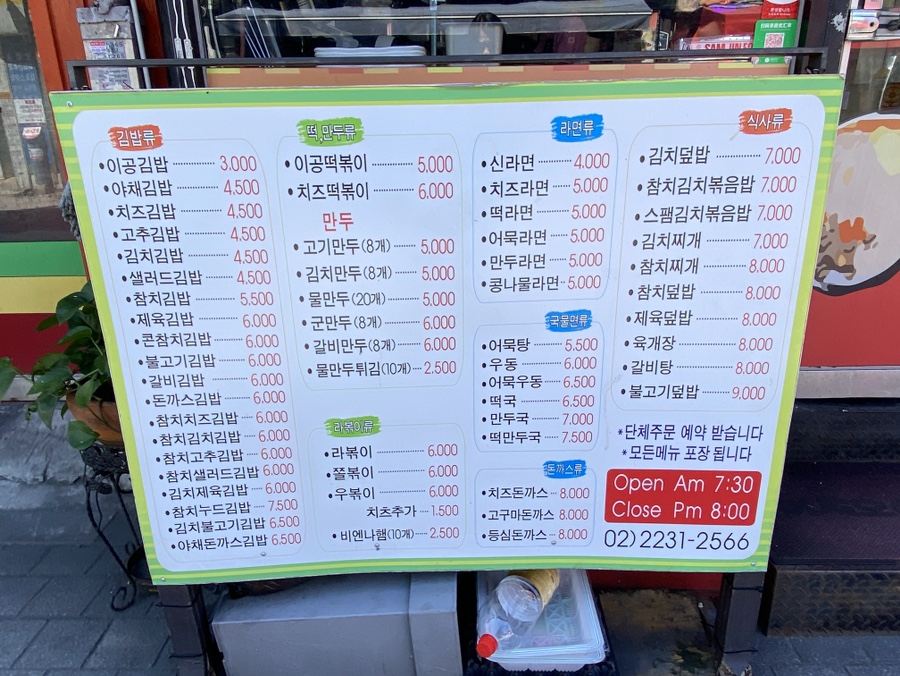 김밥류
•이공김밥 3.000
•야채김밥 4.500
•치즈김밥 4.500
•고추김밥 4.500
•김치김밥 4.500
•샐러드김밥 4.500
•참치김밥 5.500
•제육김밥 6.000
•콘참치김밥 6.000
•불고기김밥 6.000
•갈비김밥 6.000
•돈까스김밥 6.000
•참치치즈김밥 6.000
•참치김치김밥 6.000
•참치고추김밥 6.000
•참치샐러드김밥 6.000
•김치제육김밥 6.000
•참치누드김밥 7.500
•김치불고기김밥 6.500
•야채돈까스김밥 6.500
떡,만두류
•이공떡볶이 5.000
•치즈떡볶이 6.000
만두
•고기만두(8개) 5.000
•김치만두(8개) 5.000
•물만두(20개) 5.000
•군만두(8개) 6.000
•갈비만두(8개) 6.000
•물만두튀김(10개) 2.500
라볶이류
•라볶이 6.000
•쫄볶이 6.000
•우볶이 6.000
치츠추가 1.500
•비엔나햄(10개) 2.500
라면류
•신라면 4.000
•치즈라면 5.000
•떡라면 5.000
•어묵라면 5.000
•만두라면 5.000
•콩나물라면 5.000
국물면류
•어묵탕 5.500
•우동 6.000
•어묵우동 6.500
•떡국 6.500
•만두국 7.000
•떡만두국 7.500
돈까스류
•치즈돈까스 8.000
•고구마돈까스 8.000
•등심돈까스 8.000
식사류
•김치덮밥 7.000
•참치김치볶음밥 7.000
•스팸김치볶음밥 7.000
•김치찌개 7.000
•참치찌개 8.000
•참치덮밥 8.000
•제육덮밥 8.000
•육개장 8.000
•갈비탕 8.000
•불고기덮밥 9.000
*단체주문 예약 받습니다
*모든메뉴 포장 됩니다
Open Am 7:30
Close Pm 8:00
02)2231-2566